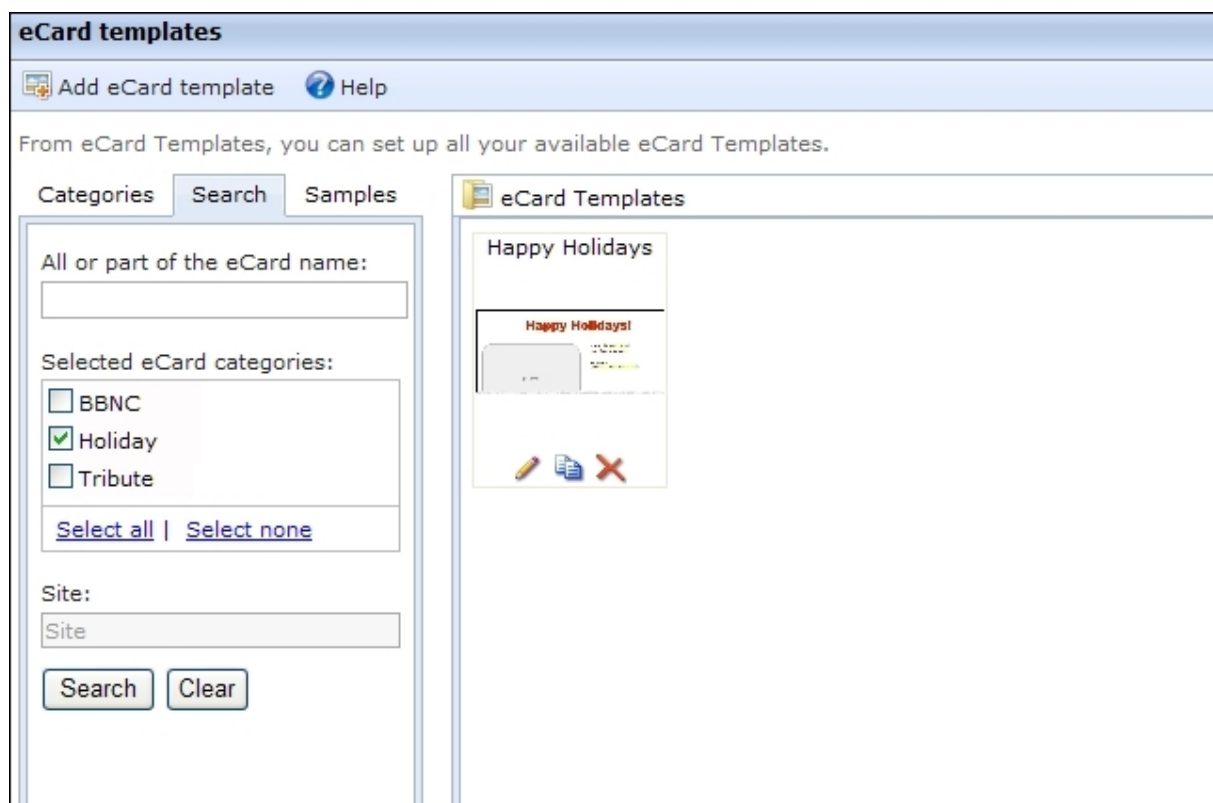 eCard templates
Add eCard template Help
From eCard Templates, you can set up all your available eCard Templates.
Categories Search Samples
All or part of the eCard name:
Selected eCard categories:
BBNC
Holiday
Tribute
Select all | Select none
Site:
Site
Search Clear
eCard Templates
Happy Holidays
Happy Holidays!